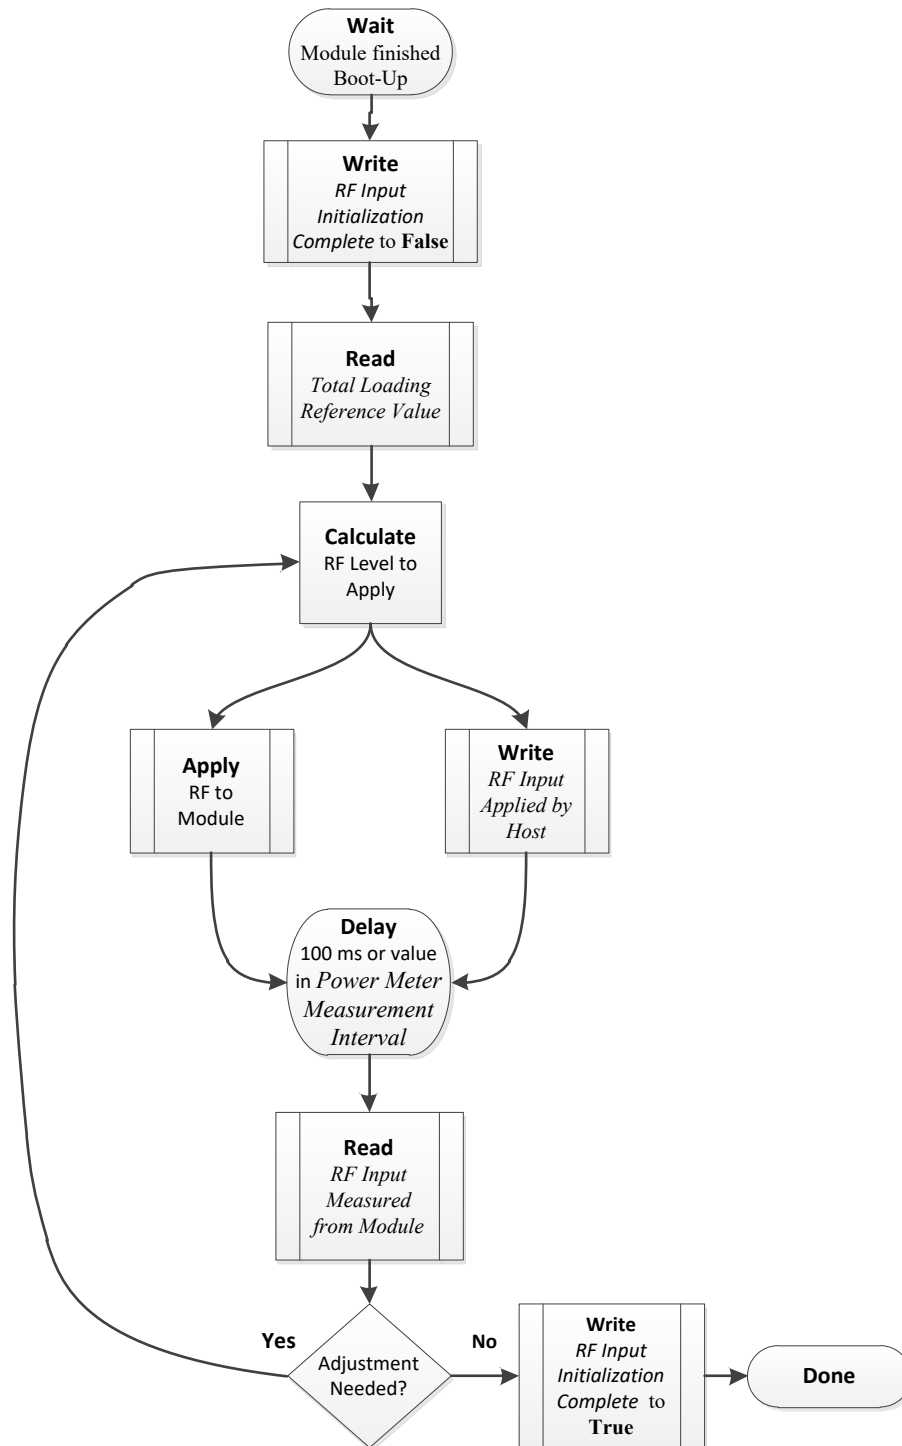 Wait
Module finished
Boot-Up
Write
RF Input
Initialization
Complete to False
Read
Total Loading
Reference Value
Calculate
RF Level to
Apply
Apply
RF to
Module
Write
RF Input
Applied by
Host
Delay
100 ms or value
in Power Meter
Measurement
Interval
Read
RF Input
Measured
from Module
Adjustment
Needed?
Yes
No
Write
RF Input
Initialization
Complete to
True
Done